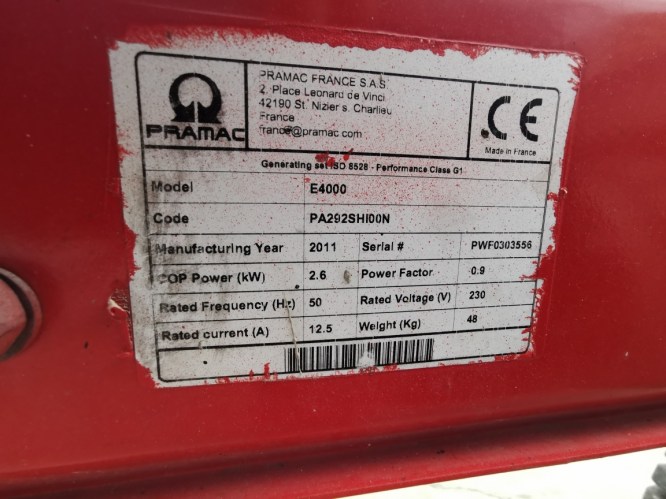 PRAMAC
PRAMAC FRANCE S.A.S.
2, Place Leonard de Vinci
42190 St. Nizier s. Charlieu
France
france@pramac.com
CE
Made in France
Generating set ISO 8528 - Performance Class G1
Model E4000
Code PA292SHI00N
Manufacturing Year 2011 Serial # PWF0303556
COP Power (kW) 2.6 Power Factor 0.9
Rated Frequency (Hz) 50 Rated Voltage (V) 230
Rated current (A) 12.5 Weight (Kg) 48